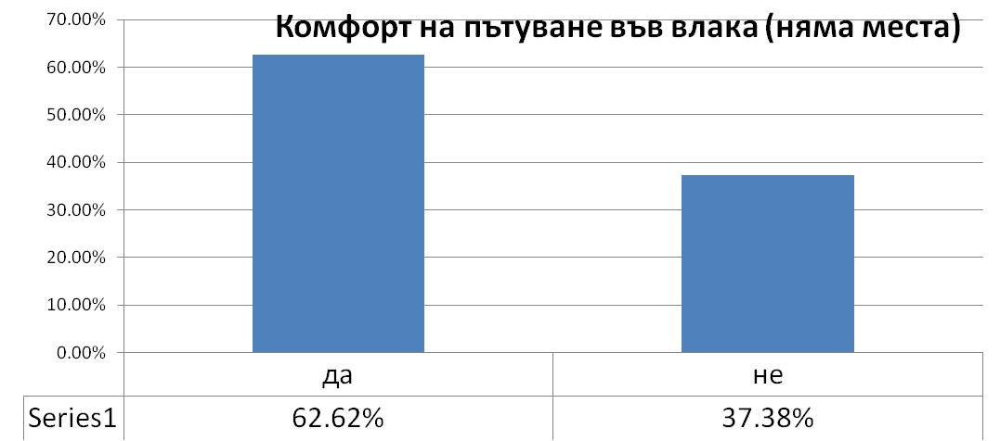 Комфорт на пътуване във влака (няма места)
70.00%
60.00%
50.00%
40.00%
30.00%
20.00%
10.00%
0.00%
да не
Series1 62.62% 37.38%